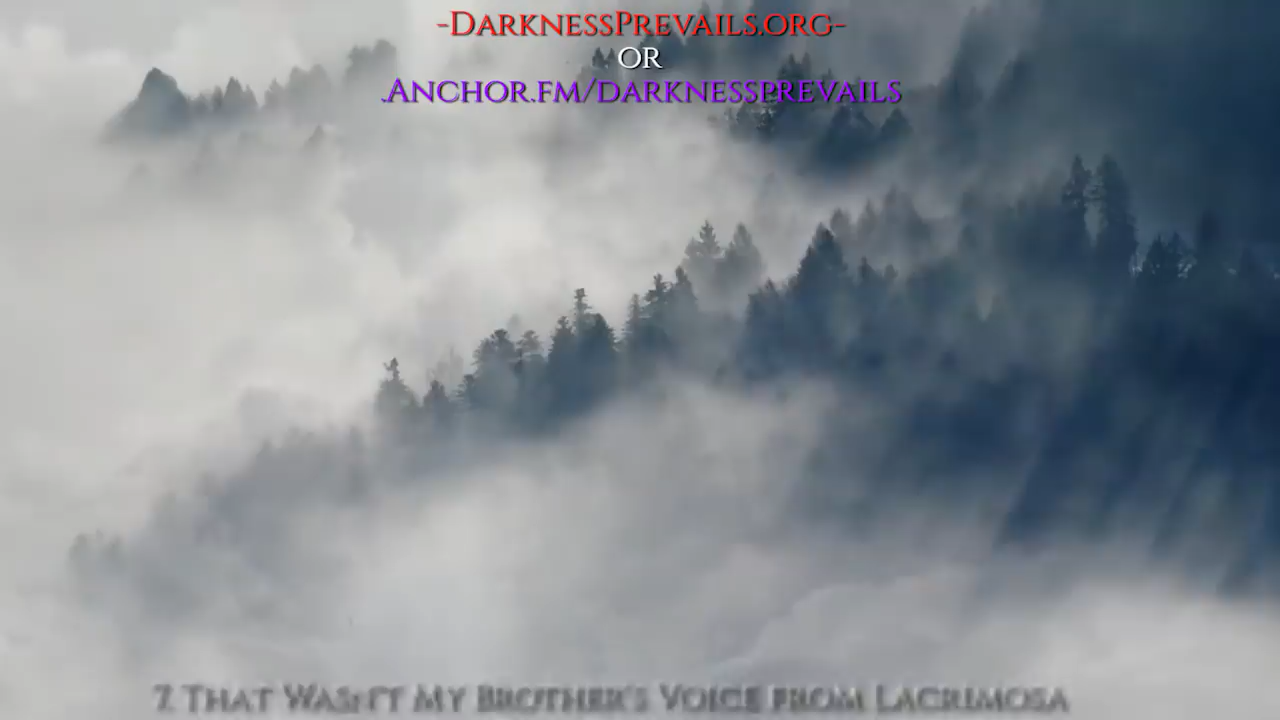 -DarknessPrevails.org-
or
.Anchor.fm/darknessprevails
7. That Wasn't My Brother's Voice from Lacrimosa